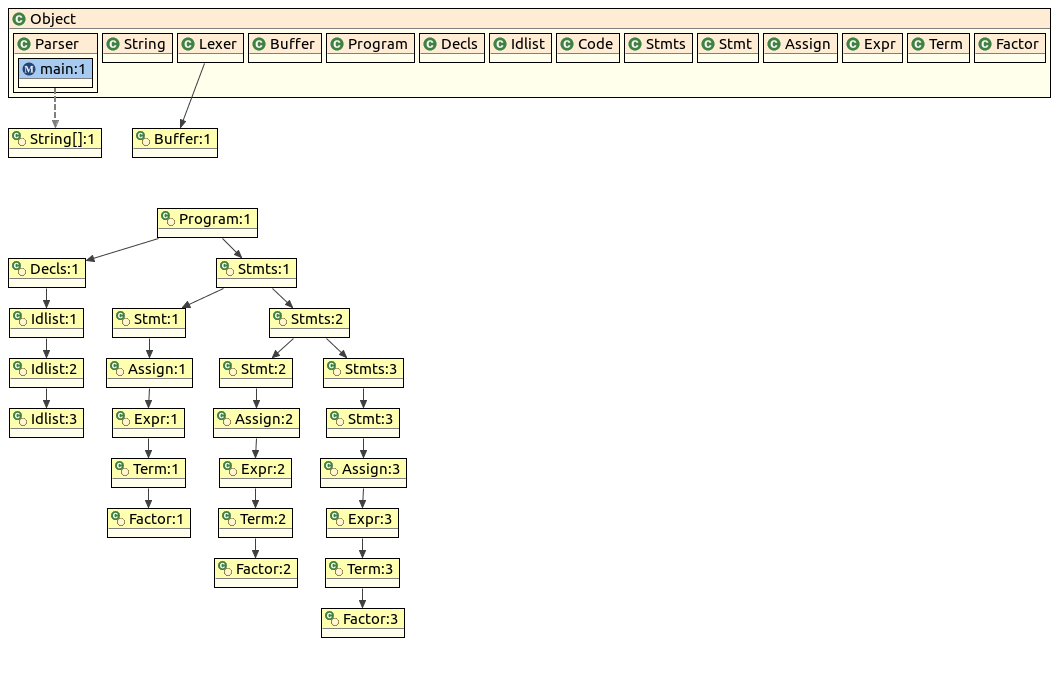 Object
Parser String Lexer Buffer Program Decls Idlist Code Stmts Stmt Assign Expr Term Factor
main:1
String[]:1 Buffer:1
Program:1
Decls:1 Stmts:1
Idlist:1 Stmt:1 Stmts:2
Idlist:2 Assign:1 Stmt:2 Stmts:3
Idlist:3 Expr:1 Assign:2 Stmt:3
Term:1 Expr:2 Assign:3
Factor:1 Term:2 Expr:3
Factor:2 Term:3
Factor:3